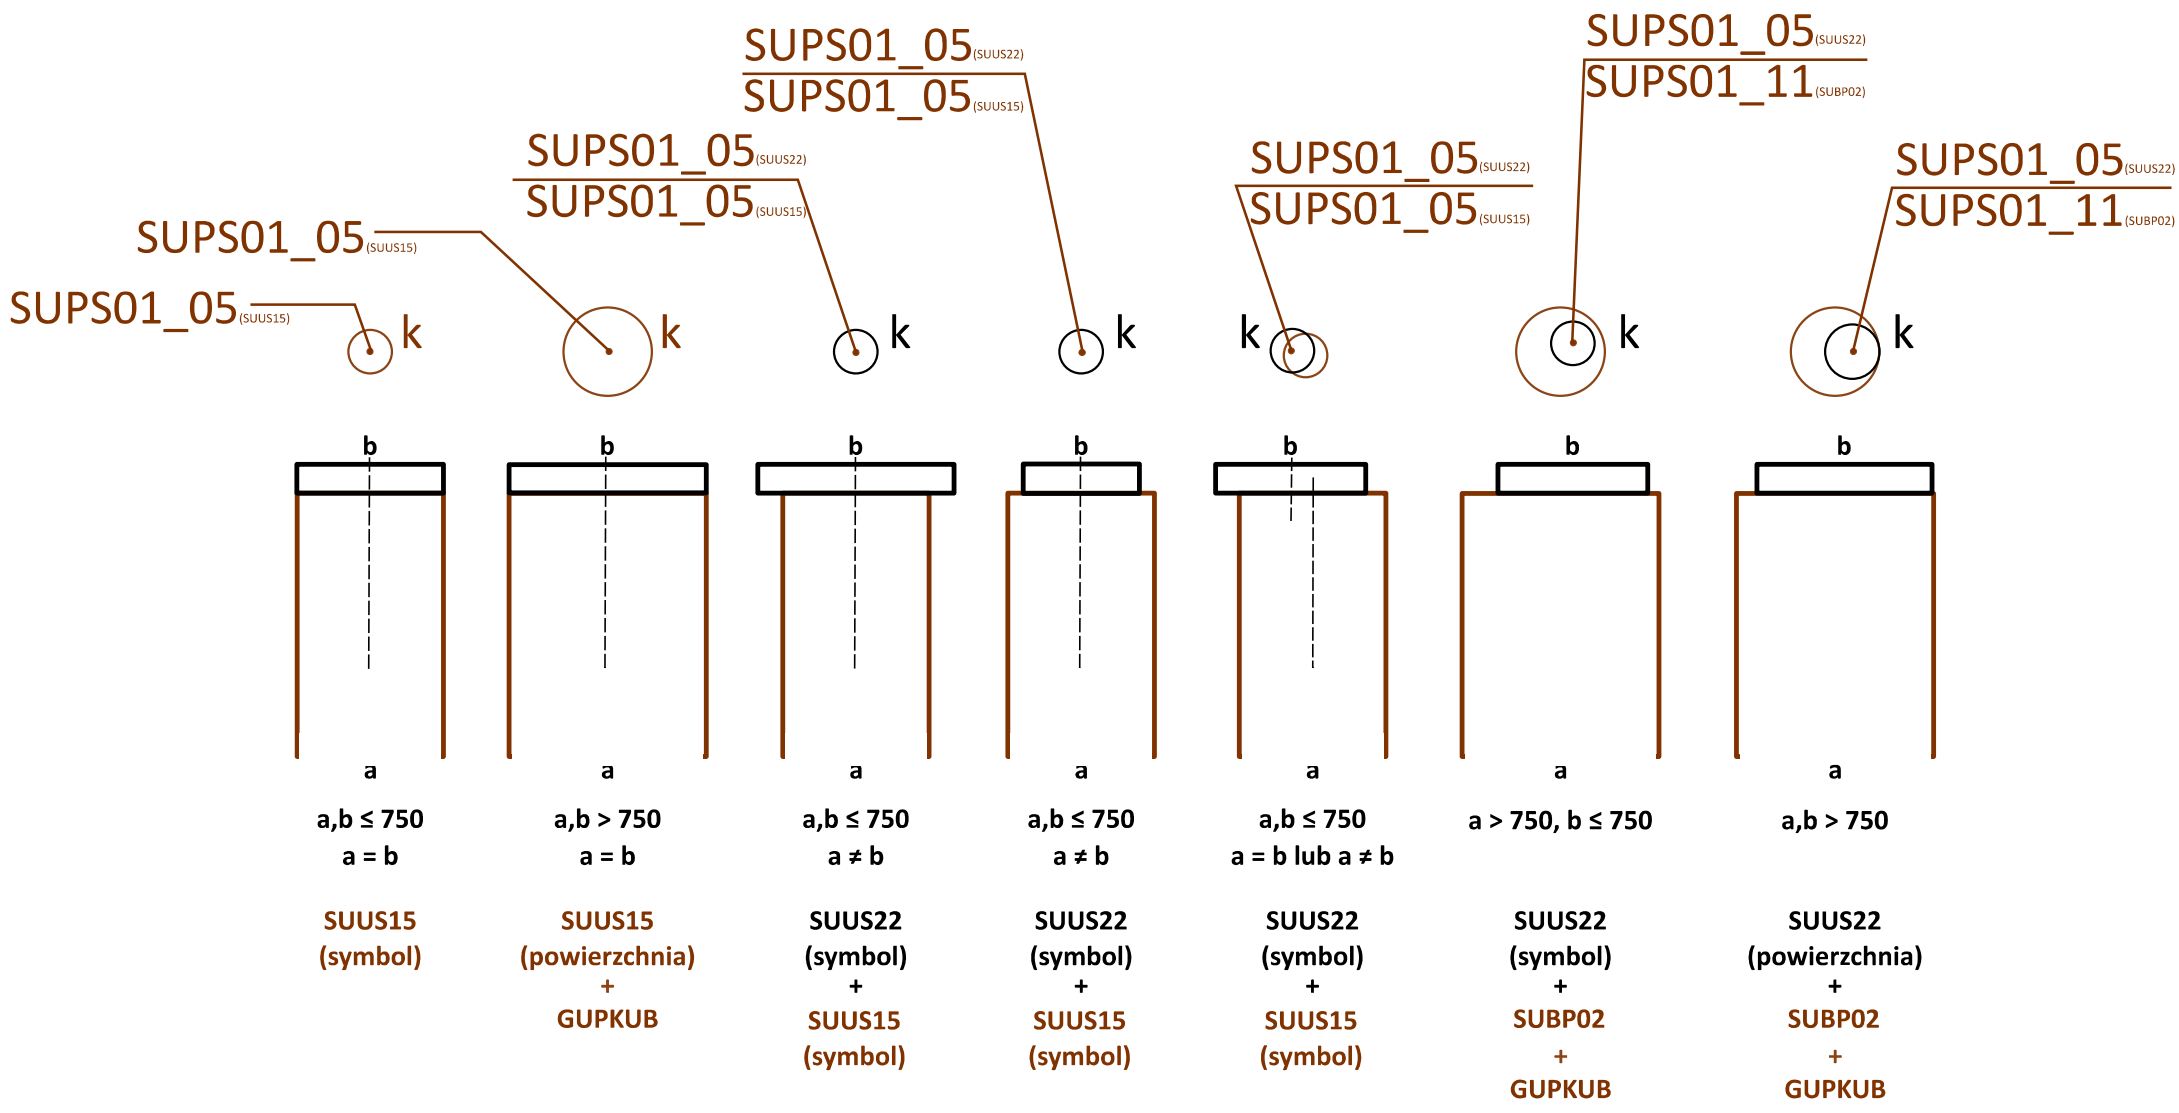 SUPS01_05(SUUS15)
k
SUPS01_05(SUUS15)
k
SUPS01_05(SUUS22)
SUPS01_05(SUUS15)
k
SUPS01_05(SUUS22)
SUPS01_05(SUUS15)
k
SUPS01_05(SUUS22)
SUPS01_05(SUUS15)
k
SUPS01_05(SUUS22)
SUPS01_11(SUBP02)
k
SUPS01_05(SUUS22)
SUPS01_11(SUBP02)
k
b
a
a,b ≤ 750
a = b
SUUS15
(symbol)
b
a
a,b > 750
a = b
SUUS15
(powierzchnia)
+
GUPKUB
b
a
a,b ≤ 750
a ≠ b
SUUS22
(symbol)
+
SUUS15
(symbol)
b
a
a,b ≤ 750
a ≠ b
SUUS22
(symbol)
+
SUUS15
(symbol)
b
a
a,b ≤ 750
a = b lub a ≠ b
SUUS22
(symbol)
+
SUUS15
(symbol)
b
a
a > 750, b ≤ 750
SUUS22
(symbol)
+
SUBP02
+
GUPKUB
b
a
a,b > 750
SUUS22
(powierzchnia)
+
SUBP02
+
GUPKUB